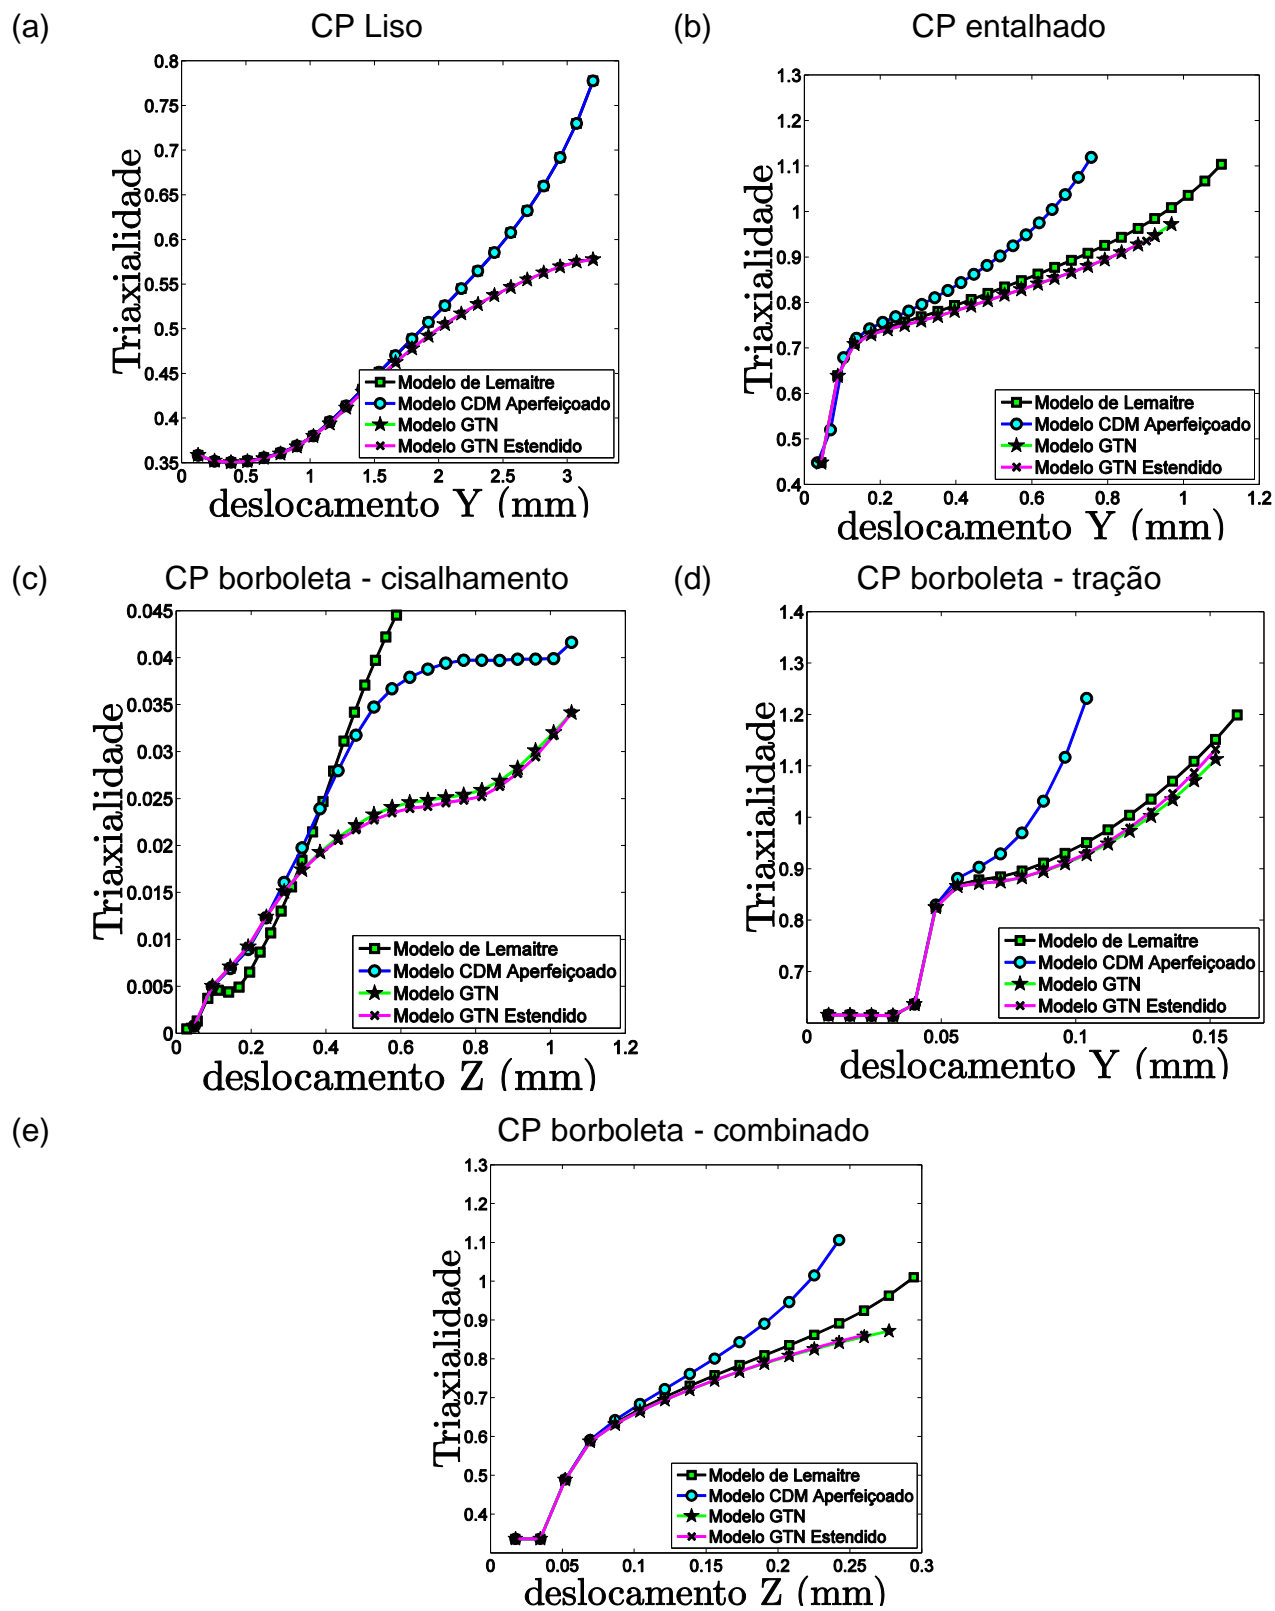 (a)
CP Liso
0.8
0.75
0.7
0.65
0.6
0.55
0.5
0.45
0.4
0.35
Triaxialidade
Modelo de Lemaitre
Modelo CDM Aperfeiçoado
Modelo GTN
Modelo GTN Estendido
0 0.5 1 1.5 2 2.5 3
deslocamento Y (mm)
(b)
CP entalhado
1.3
1.2
1.1
1
0.9
0.8
0.7
0.6
0.5
0.4
Triaxialidade
Modelo de Lemaitre
Modelo CDM Aperfeiçoado
Modelo GTN
Modelo GTN Estendido
0 0.2 0.4 0.6 0.8 1 1.2
deslocamento Y (mm)
(c)
CP borboleta - cisalhamento
0.045
0.04
0.035
0.03
0.025
0.02
0.015
0.01
0.005
0
Triaxialidade
Modelo de Lemaitre
Modelo CDM Aperfeiçoado
Modelo GTN
Modelo GTN Estendido
0 0.2 0.4 0.6 0.8 1 1.2
deslocamento Z (mm)
(d)
CP borboleta - tração
1.4
1.3
1.2
1.1
1
0.9
0.8
0.7
Triaxialidade
Modelo de Lemaitre
Modelo CDM Aperfeiçoado
Modelo GTN
Modelo GTN Estendido
0 0.05 0.1 0.15
deslocamento Y (mm)
(e)
CP borboleta - combinado
1.3
1.2
1.1
1
0.9
0.8
0.7
0.6
0.5
0.4
Triaxialidade
Modelo de Lemaitre
Modelo CDM Aperfeiçoado
Modelo GTN
Modelo GTN Estendido
0 0.05 0.1 0.15 0.2 0.25 0.3
deslocamento Z (mm)